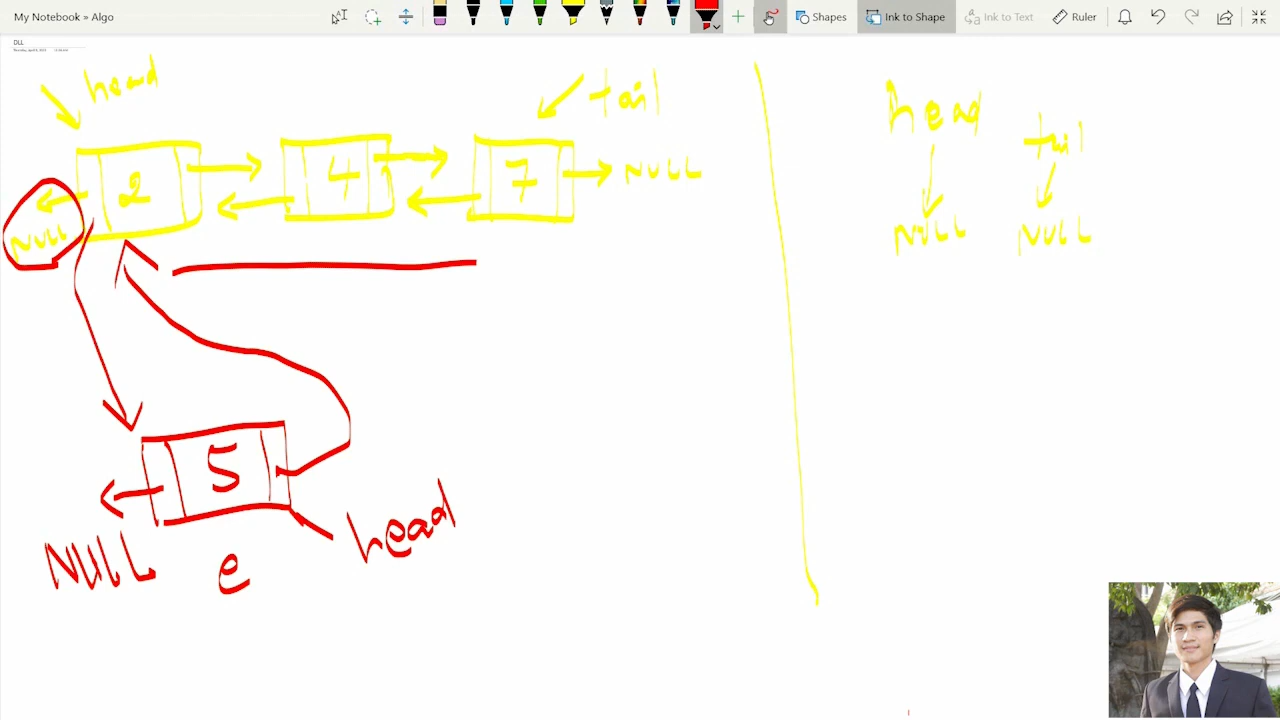 My Notebook » Algo
Shapes
Ink to Shape
Ink to Text
Ruler
DLL
head
tail
2
4
7
NULL
NULL
head
tail
NULL
NULL
5
NULL
e
head